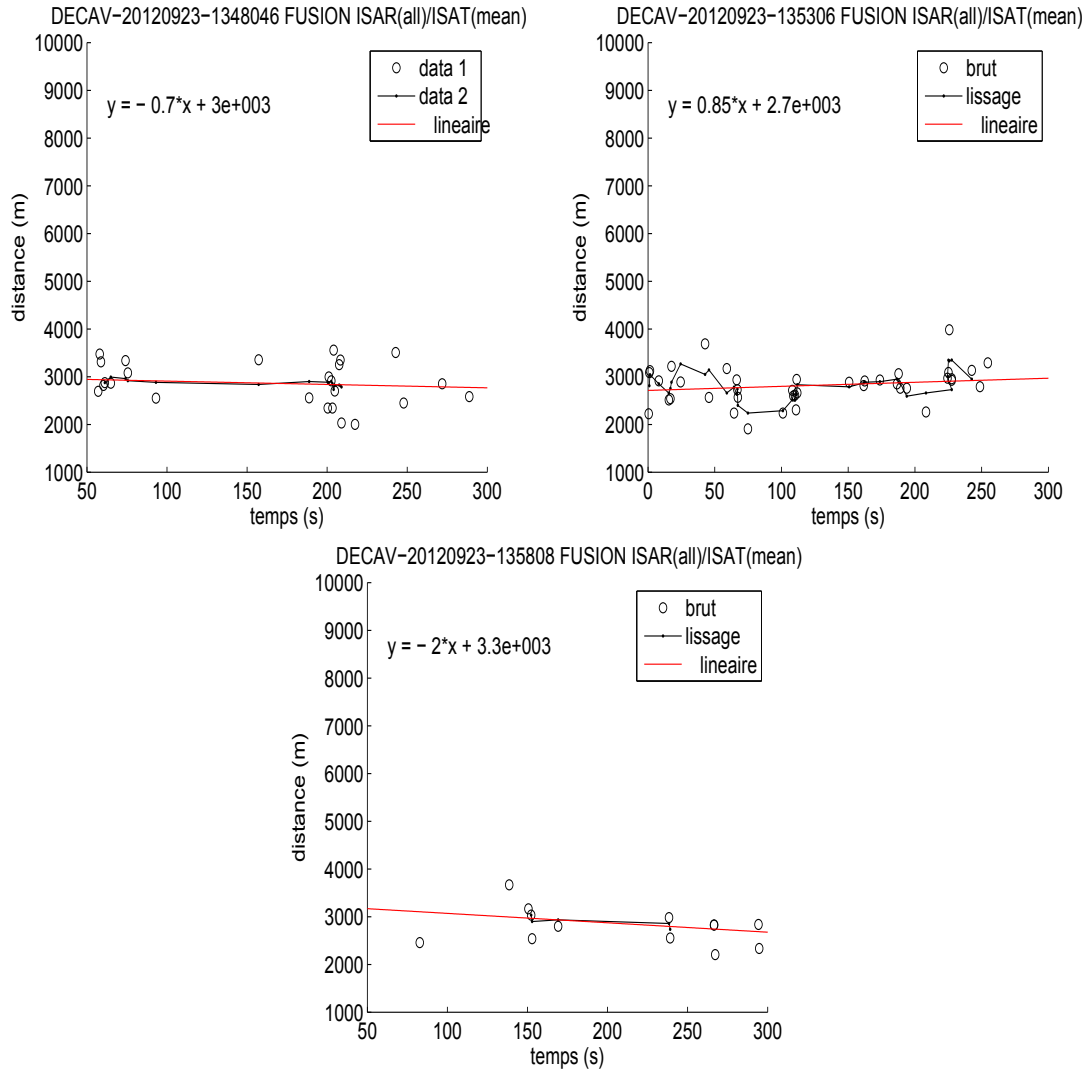 DECAV−20120923−1348046 FUSION ISAR(all)/ISAT(mean)
10000
9000
8000
7000
6000
5000
4000
3000
2000
1000
distance (m)
y = − 0.7*x + 3e+003
data 1
data 2
lineaire
50
100
150
200
250
300
temps (s)
DECAV−20120923−135306 FUSION ISAR(all)/ISAT(mean)
10000
9000
8000
7000
6000
5000
4000
3000
2000
1000
distance (m)
y = 0.85*x + 2.7e+003
brut
lissage
lineaire
0
50
100
150
200
250
300
temps (s)
DECAV−20120923−135808 FUSION ISAR(all)/ISAT(mean)
10000
9000
8000
7000
6000
5000
4000
3000
2000
1000
distance (m)
y = − 2*x + 3.3e+003
brut
lissage
lineaire
50
100
150
200
250
300
temps (s)